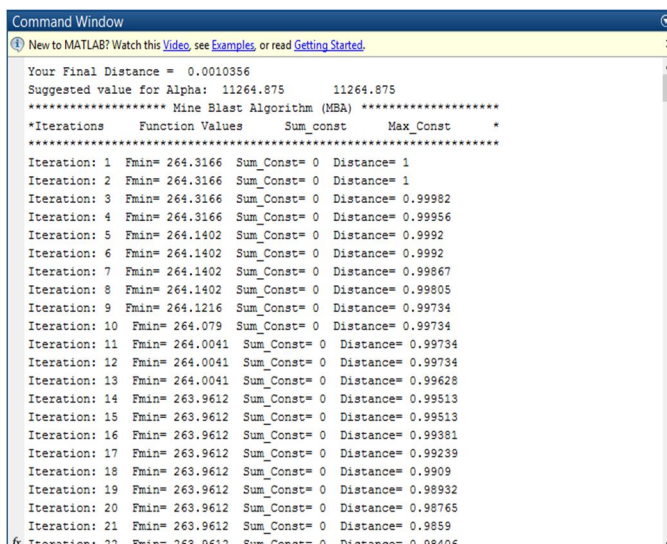 Command Window
New to MATLAB? Watch this Video, see Examples, or read Getting Started.
Your Final Distance =  0.0010356
Suggested value for Alpha:  11264.875       11264.875
******************** Mine Blast Algorithm (MBA) ********************
*Iterations     Function Values     Sum_const     Max_Const      *
********************************************************************
Iteration: 1  Fmin= 264.3166  Sum_Const= 0  Distance= 1
Iteration: 2  Fmin= 264.3166  Sum_Const= 0  Distance= 1
Iteration: 3  Fmin= 264.3166  Sum_Const= 0  Distance= 0.99982
Iteration: 4  Fmin= 264.3166  Sum_Const= 0  Distance= 0.99956
Iteration: 5  Fmin= 264.1402  Sum_Const= 0  Distance= 0.9992
Iteration: 6  Fmin= 264.1402  Sum_Const= 0  Distance= 0.9992
Iteration: 7  Fmin= 264.1402  Sum_Const= 0  Distance= 0.99867
Iteration: 8  Fmin= 264.1402  Sum_Const= 0  Distance= 0.99805
Iteration: 9  Fmin= 264.1216  Sum_Const= 0  Distance= 0.99734
Iteration: 10  Fmin= 264.079  Sum_Const= 0  Distance= 0.99734
Iteration: 11  Fmin= 264.0041  Sum_Const= 0  Distance= 0.99734
Iteration: 12  Fmin= 264.0041  Sum_Const= 0  Distance= 0.99734
Iteration: 13  Fmin= 264.0041  Sum_Const= 0  Distance= 0.99628
Iteration: 14  Fmin= 263.9612  Sum_Const= 0  Distance= 0.99513
Iteration: 15  Fmin= 263.9612  Sum_Const= 0  Distance= 0.99513
Iteration: 16  Fmin= 263.9612  Sum_Const= 0  Distance= 0.99381
Iteration: 17  Fmin= 263.9612  Sum_Const= 0  Distance= 0.99239
Iteration: 18  Fmin= 263.9612  Sum_Const= 0  Distance= 0.9909
Iteration: 19  Fmin= 263.9612  Sum_Const= 0  Distance= 0.98932
Iteration: 20  Fmin= 263.9612  Sum_Const= 0  Distance= 0.98765
Iteration: 21  Fmin= 263.9612  Sum_Const= 0  Distance= 0.9859
fx Iteration: 22  Fmin= 263.9612  Sum_Const= 0  Distance= 0.98406